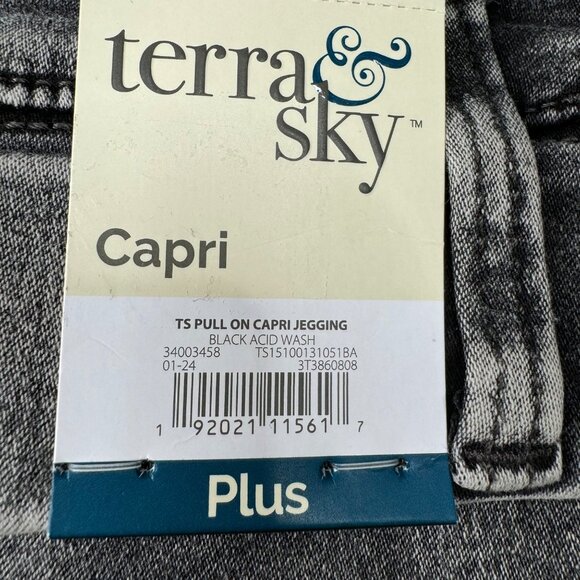 terra &
sky™
Capri
TS PULL ON CAPRI JEGGING
BLACK ACID WASH
34003458 TS15100131051BA
01-24 3T3860808
1 92021 11561 7
Plus